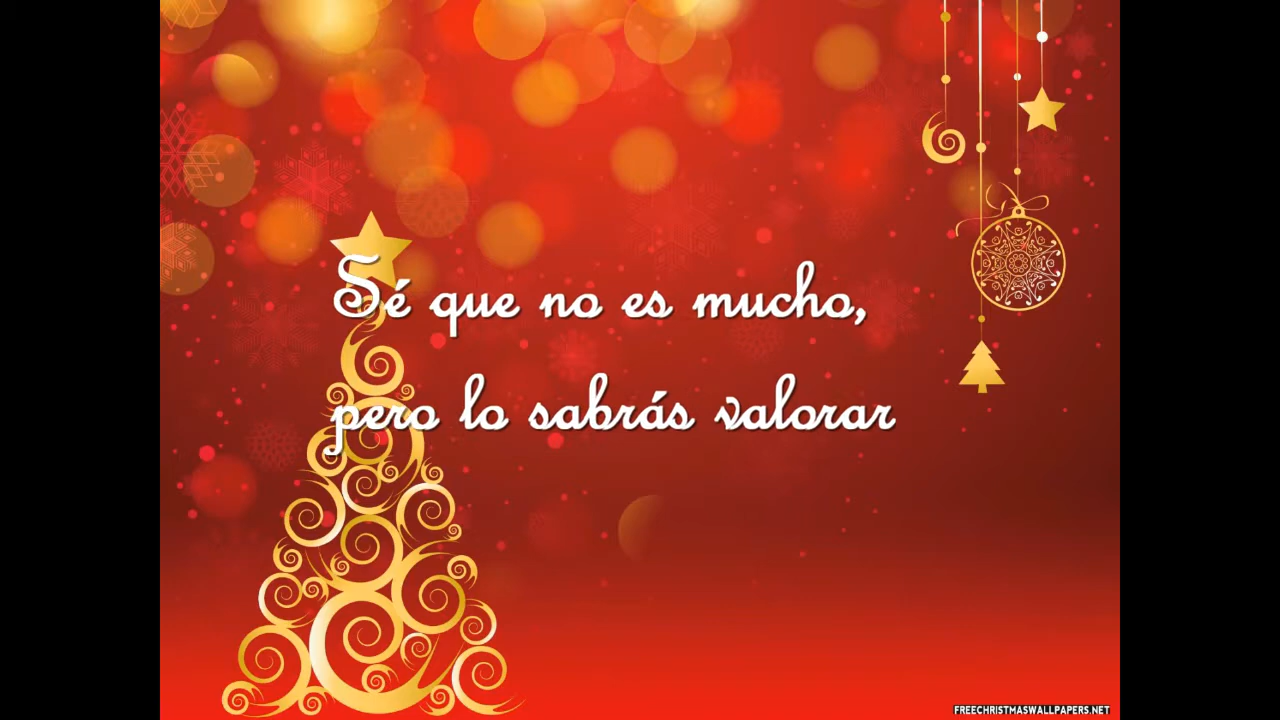 Sé que no es mucho,
pero lo sabrás valorar
FREECHRISTMASWALLPAPERS.NET